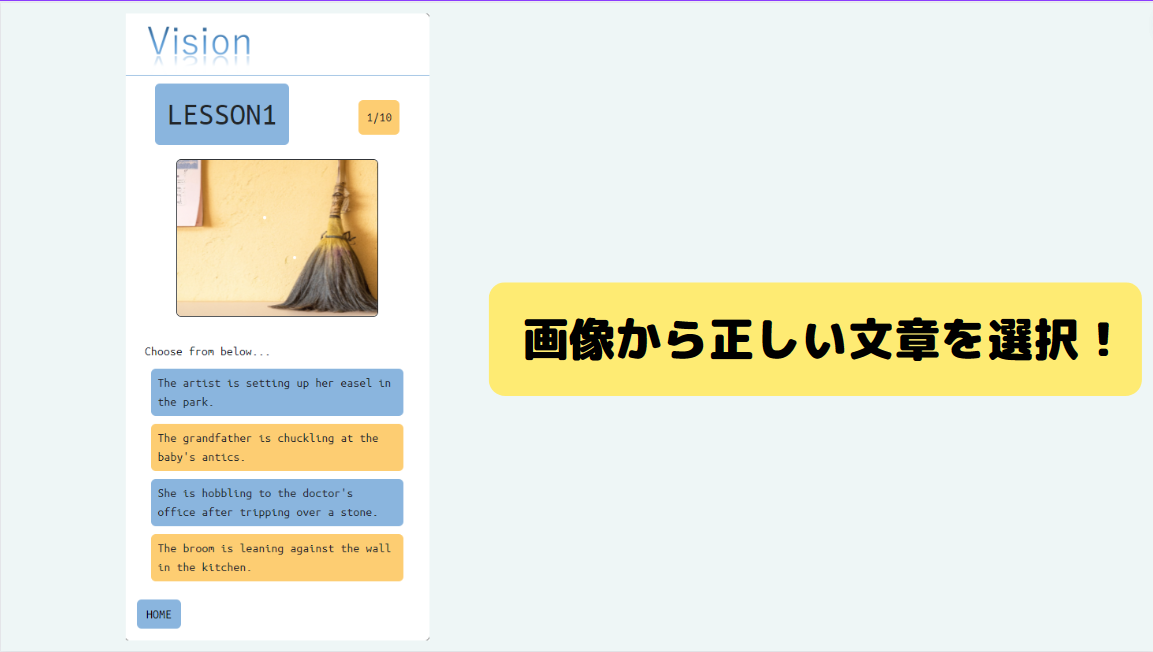 Vision
LESSON1
1/10
Choose from below...
The artist is setting up her easel in
the park.
The grandfather is chuckling at the
baby's antics.
She is hobbling to the doctor's
office after tripping over a stone.
The broom is leaning against the wall
in the kitchen.
HOME
画像から正しい文章を選択！